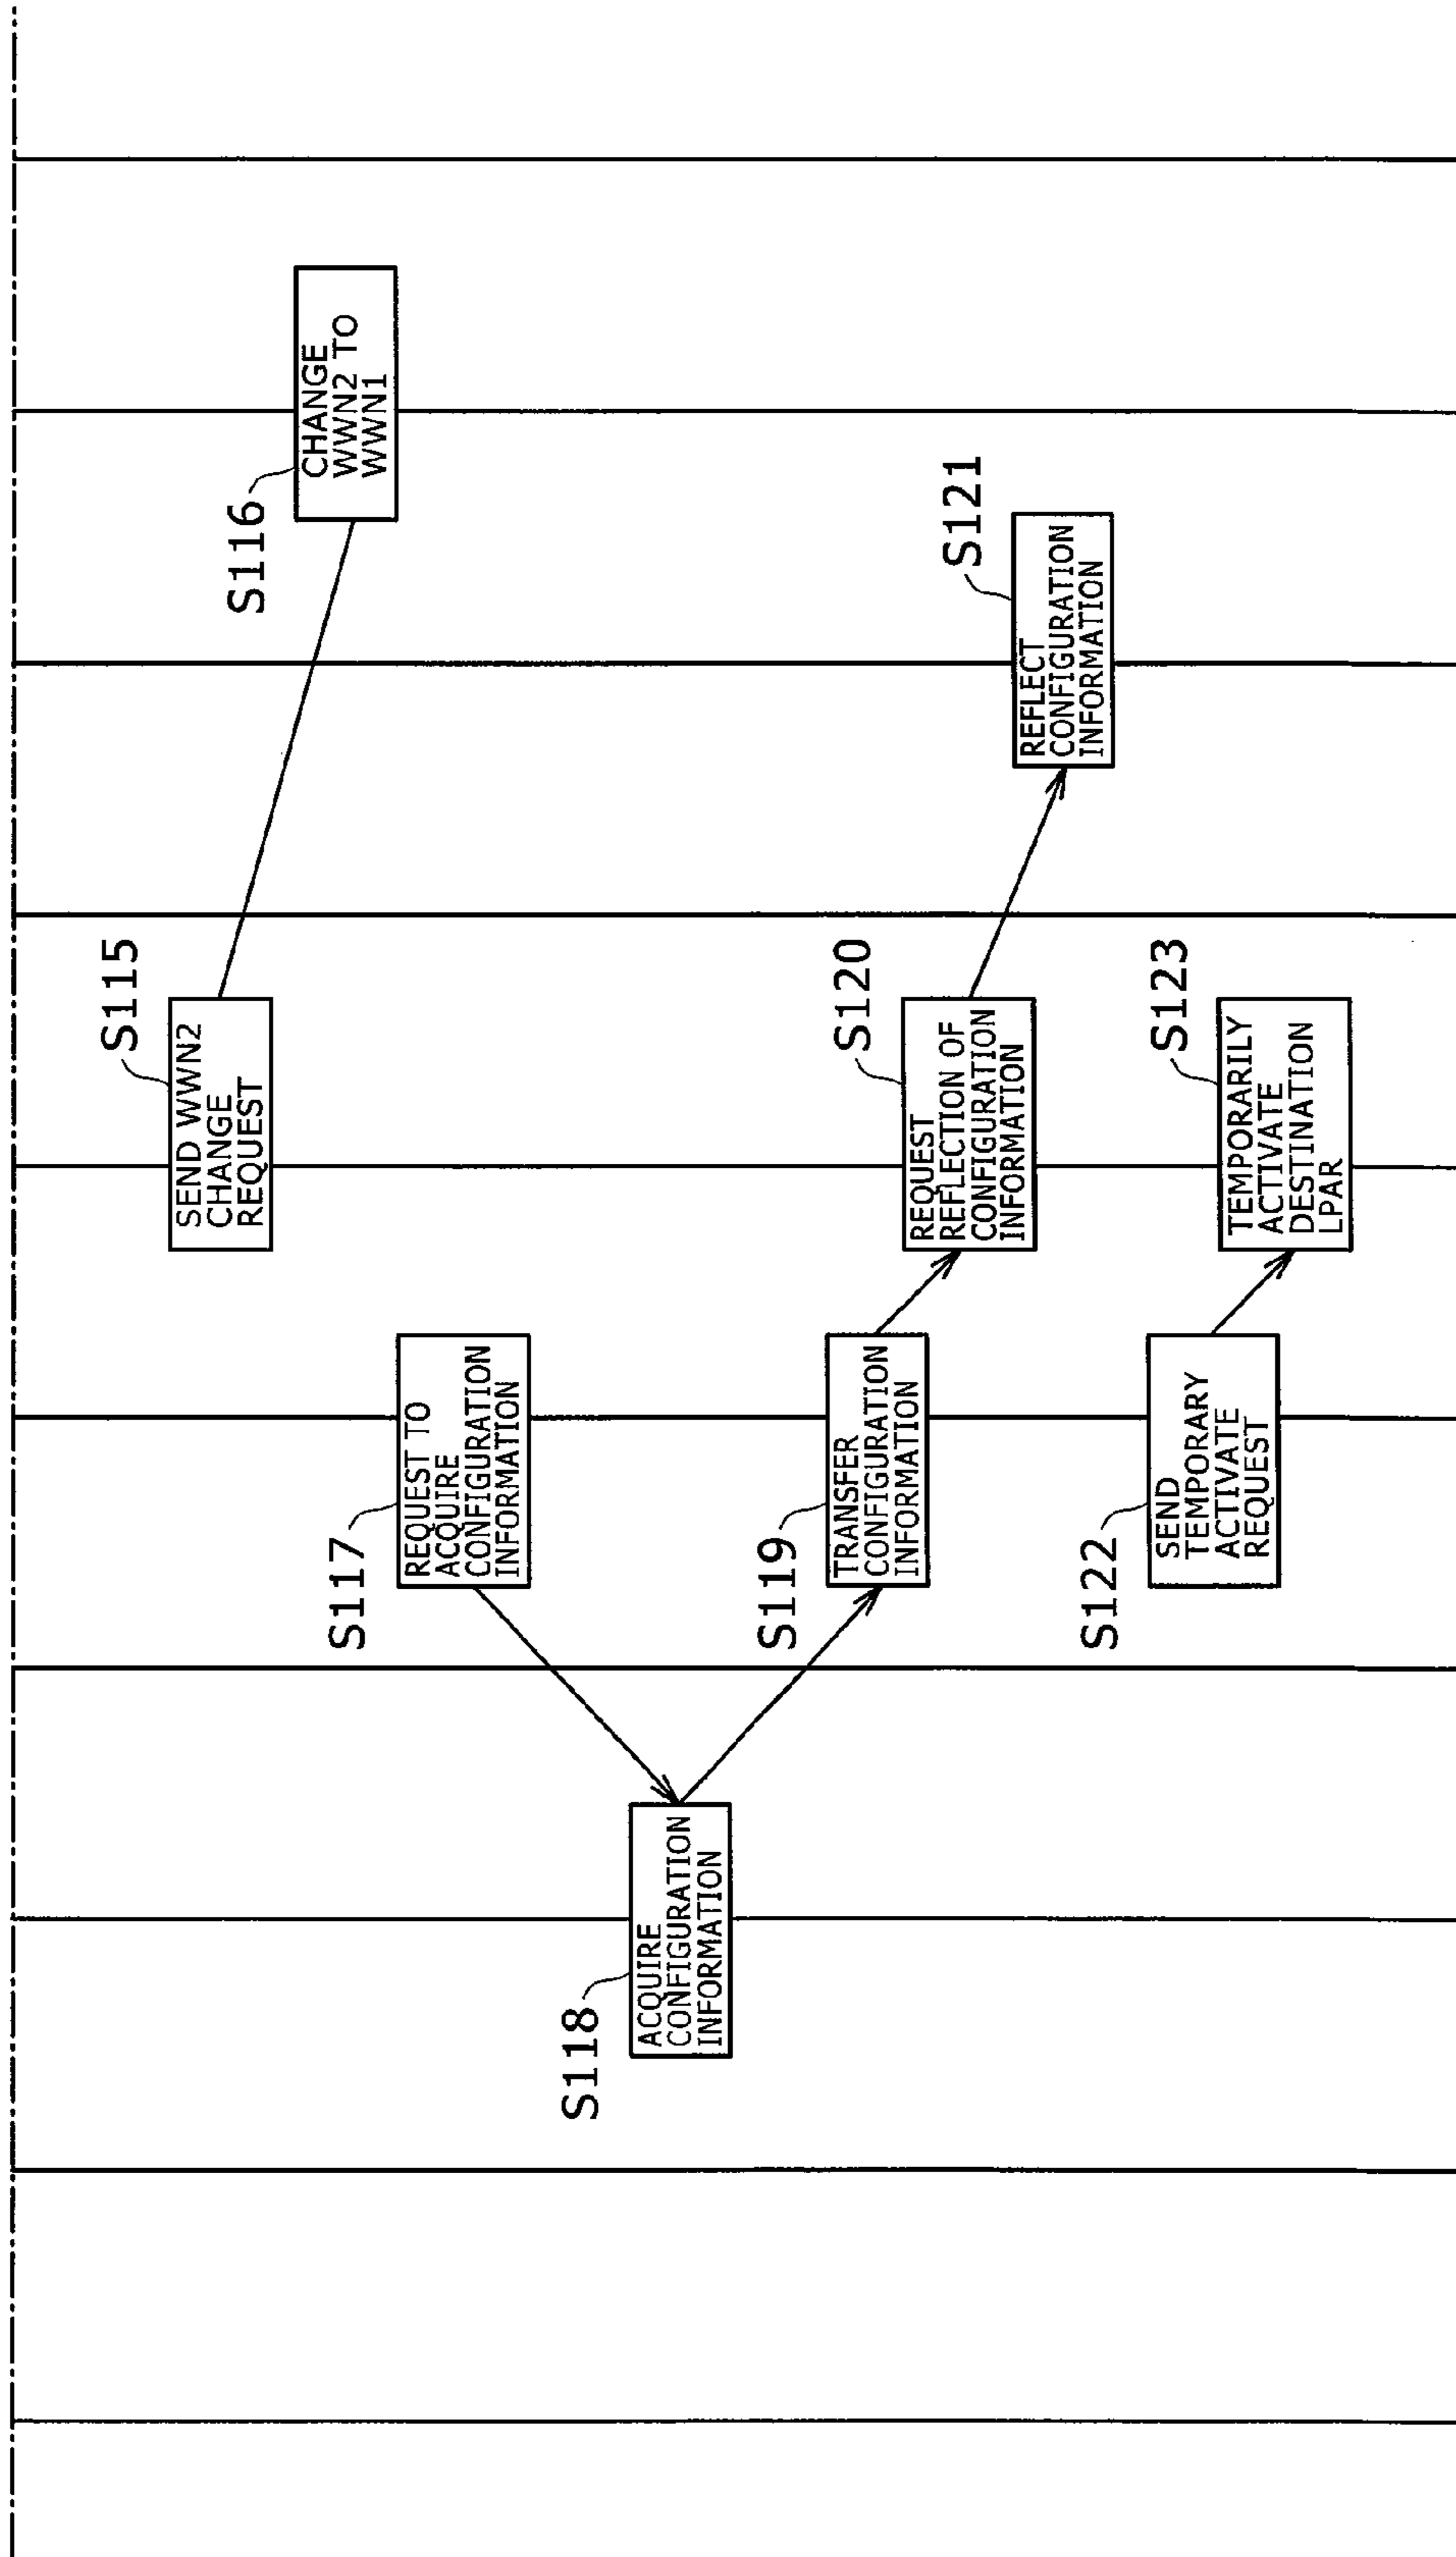 S115
SEND WWN2
CHANGE
REQUEST
S116
CHANGE
WWN2 TO
WWN1
S117
REQUEST TO
ACQUIRE
CONFIGURATION
INFORMATION
S118
ACQUIRE
CONFIGURATION
INFORMATION
S119
TRANSFER
CONFIGURATION
INFORMATION
S120
REQUEST
REFLECTION OF
CONFIGURATION
INFORMATION
S121
REFLECT
CONFIGURATION
INFORMATION
S122
SEND
TEMPORARY
ACTIVATE
REQUEST
S123
TEMPORARILY
ACTIVATE
DESTINATION
LPAR